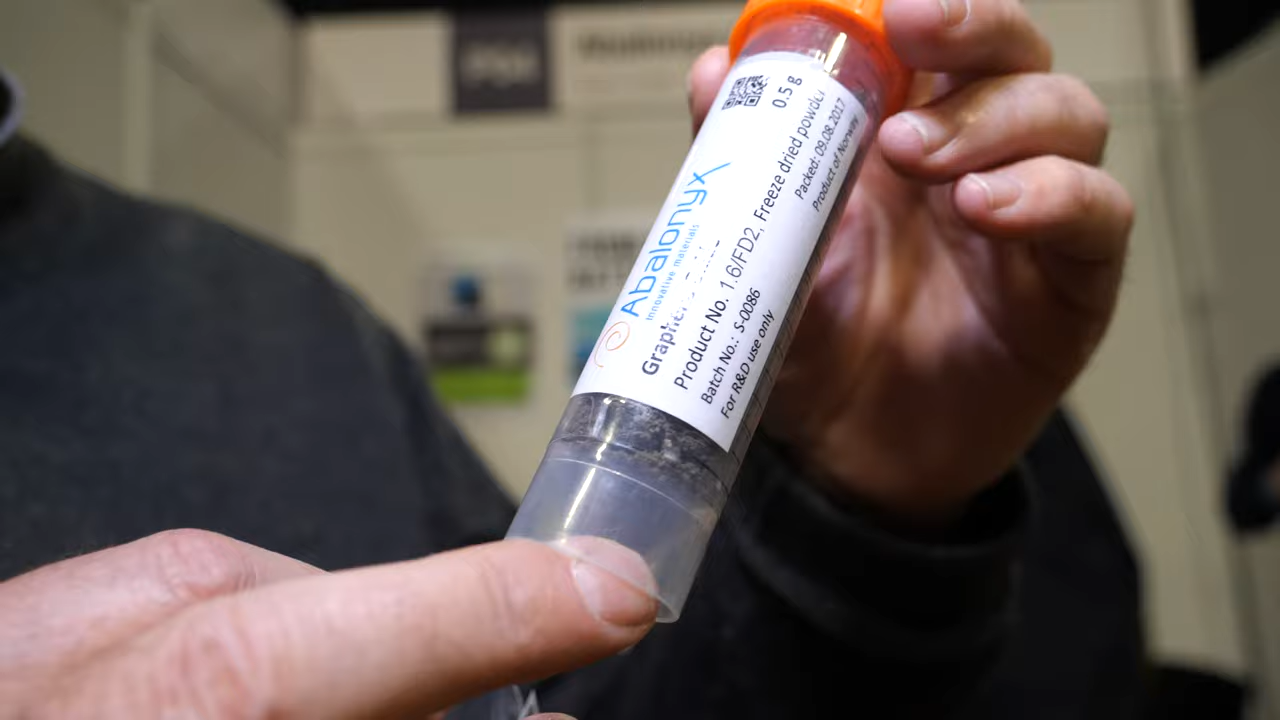 0.5 g
Abalonyx
Innovative materials
Product No. 1.6/FD2, Freeze dried powder
Batch No.: S-0086
Packed: 09.08.2017
For R&D use only
Product of Norway